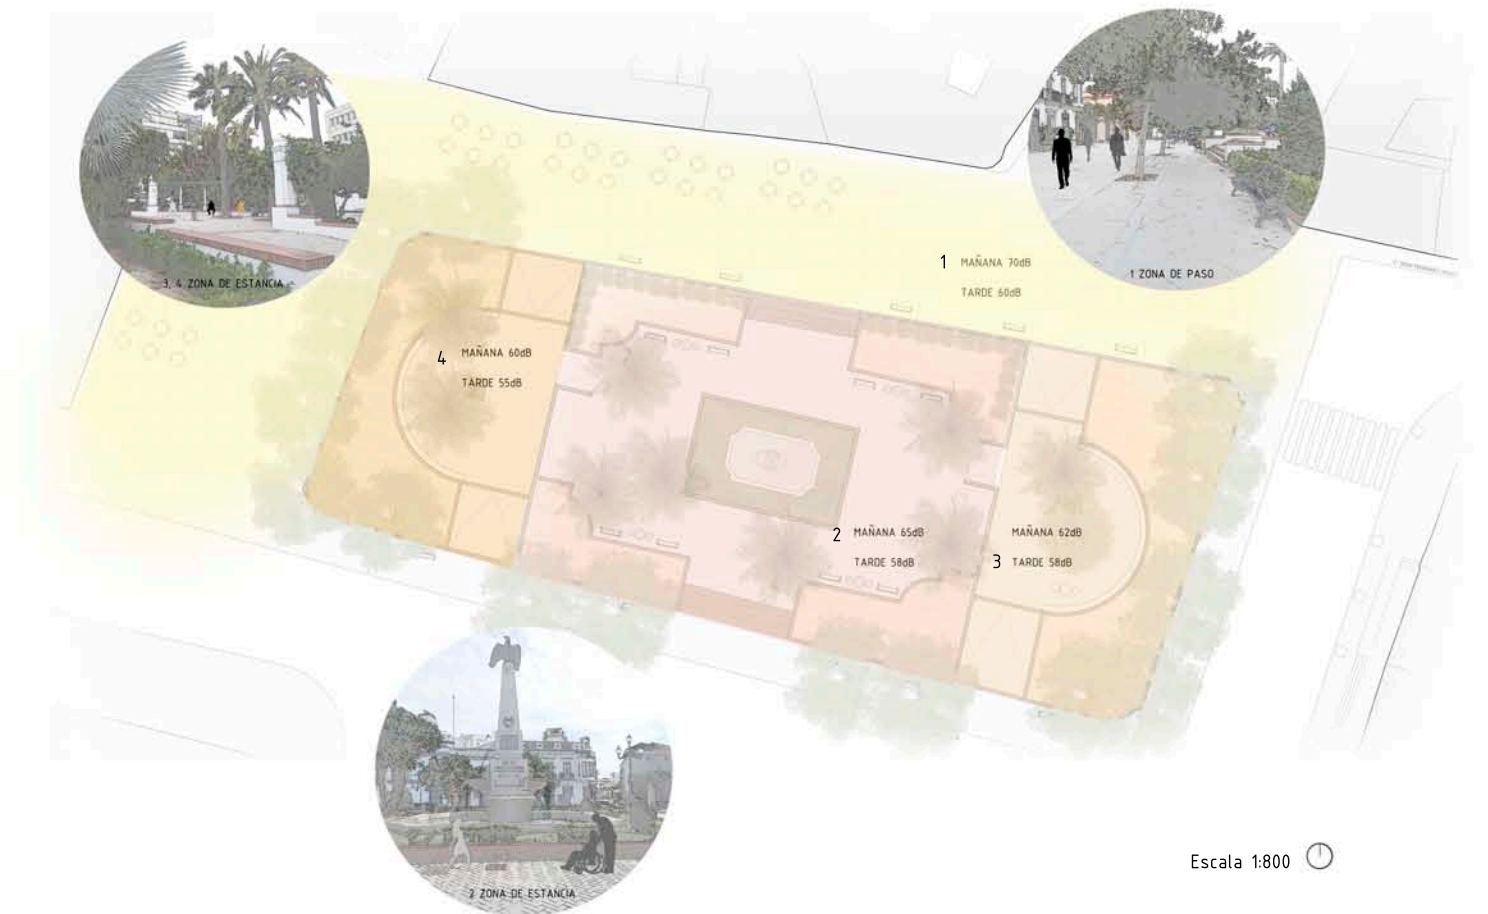 3, 4 ZONA DE ESTANCIA
1 ZONA DE PASO
1 MAÑANA 70dB
TARDE 60dB
4 MAÑANA 60dB
TARDE 55dB
2 MAÑANA 65dB
TARDE 58dB
3 MAÑANA 62dB
TARDE 58dB
2 ZONA DE ESTANCIA
Escala 1:800